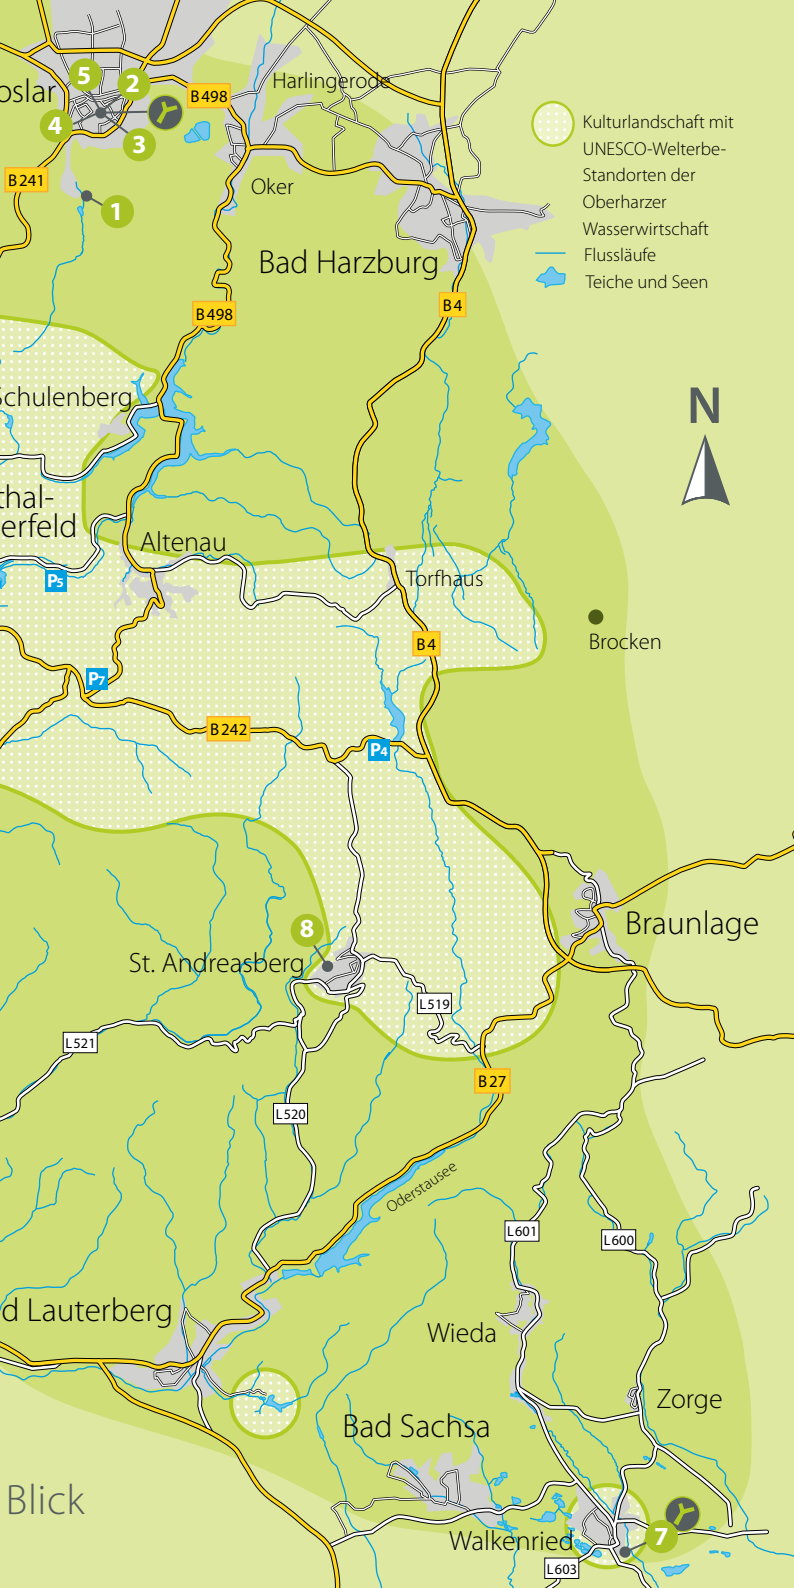 5
2
oslar
4
3
B498
Harlingerode
B241
Oker
1
Bad Harzburg
B498
B4
Kulturlandschaft mit
UNESCO-Welterbe-
Standorten der
Oberharzer
Wasserwirtschaft
Flussläufe
Teiche und Seen
N
Schulenberg
thal-
erfeld
Altenau
P5
Torfhaus
B4
Brocken
P7
B242
P4
Braunlage
8
St. Andreasberg
L519
L521
B27
L520
Oderstausee
L601
L600
d Lauterberg
Wieda
Zorge
Bad Sachsa
Blick
Walkenried
7
L603